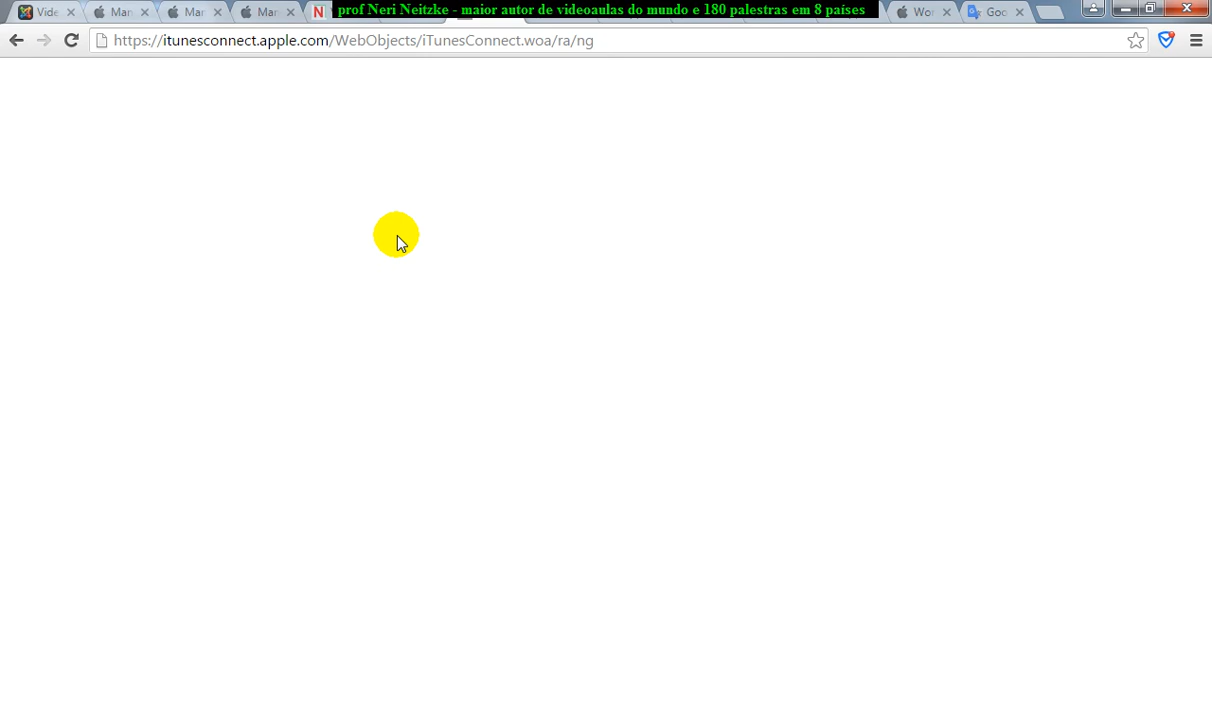 Vide
Mar
Mar
Mar
N
prof Neri Neitzke - maior autor de videoaulas do mundo e 180 palestras em 8 países
Wor
Goo
https://itunesconnect.apple.com/WebObjects/iTunesConnect.woa/ra/ng